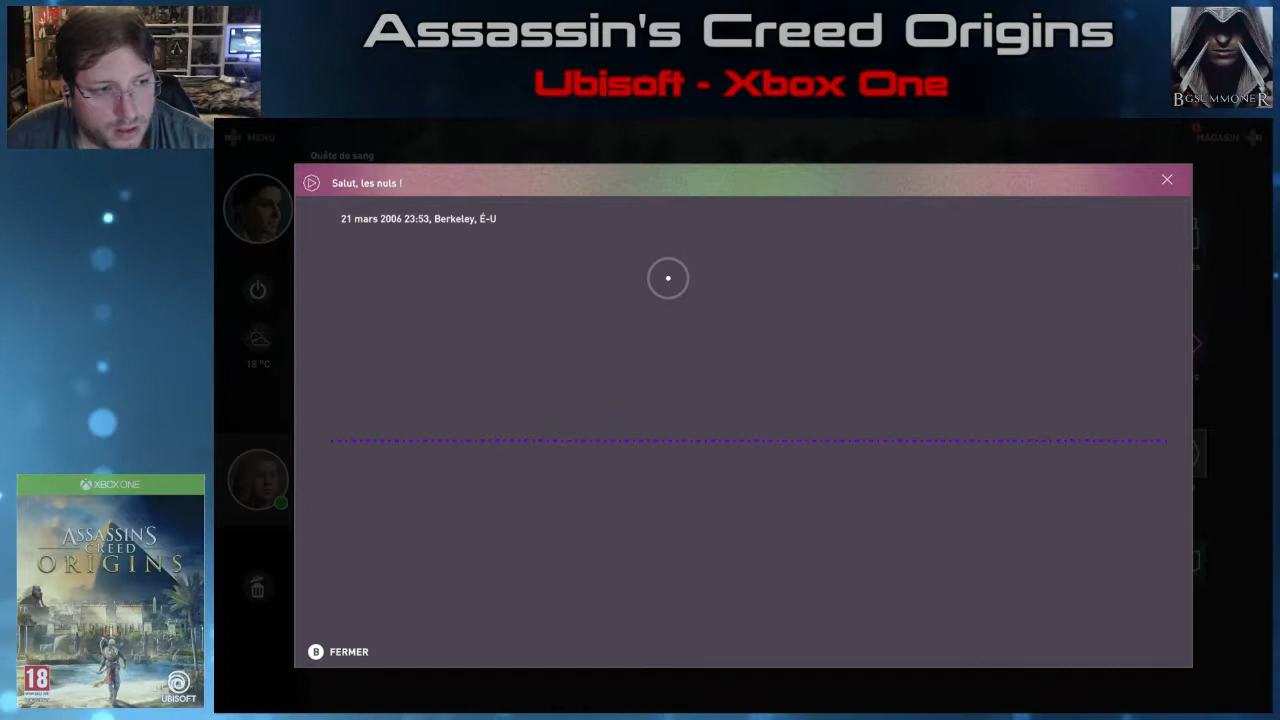 Assassin's Creed Origins
Ubisoft - Xbox One
BGSUMMONER
MENU
MAGASIN
Quête de sang
Salut, les nuls !
21 mars 2006 23:53, Berkeley, É-U
18 °C
B FERMER
XBOX ONE
ASSASSIN'S
CREED
ORIGINS
18
UBISOFT